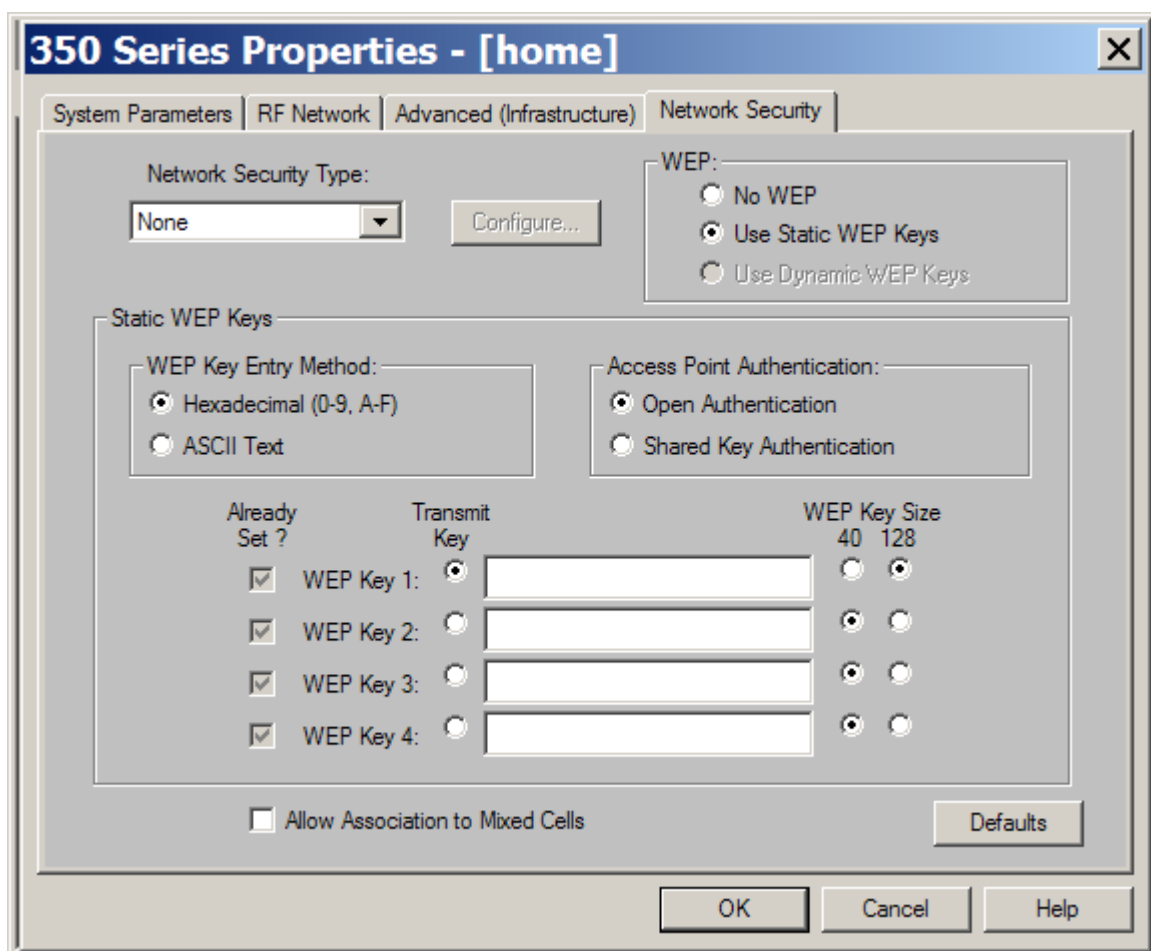 350 Series Properties - [home]
System Parameters RF Network Advanced (Infrastructure) Network Security
Network Security Type:
None
Configure...
WEP:
No WEP
Use Static WEP Keys
Use Dynamic WEP Keys
Static WEP Keys
WEP Key Entry Method:
Hexadecimal (0-9, A-F)
ASCII Text
Access Point Authentication:
Open Authentication
Shared Key Authentication
Already
Set ?
Transmit
Key
WEP Key Size
40 128
WEP Key 1:
WEP Key 2:
WEP Key 3:
WEP Key 4:
Allow Association to Mixed Cells
Defaults
OK Cancel Help